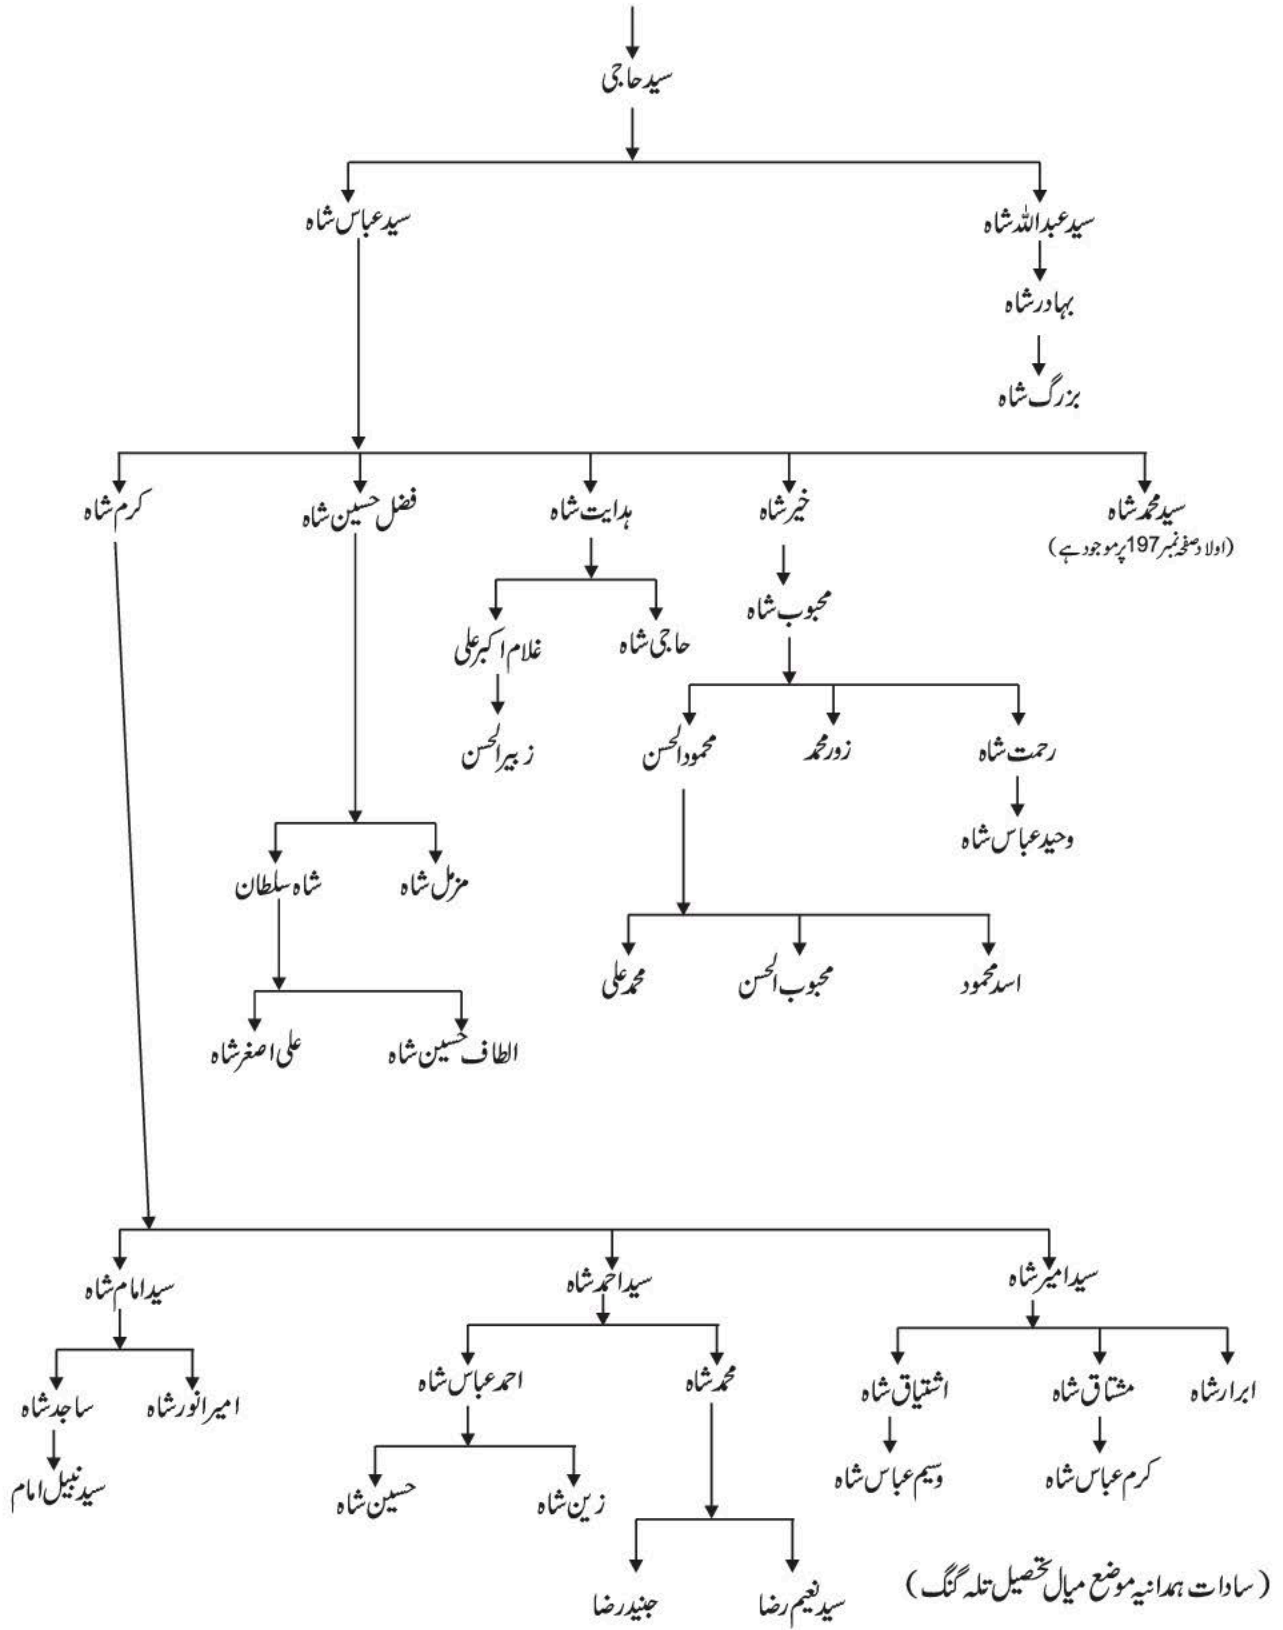 سید حاجی
سید عبداللہ شاہ
سید عباس شاہ
بہادر شاہ
بزرگ شاہ
سید محمد شاہ
خیر شاہ
ہدایت شاہ
فضل حسین شاہ
کرم شاہ
(اولاد صفحہ نمبر 197 پر موجود ہے)
محبوب شاہ
حاجی شاہ
غلام اکبر علی
رحمت شاہ
زور محمد
محمود الحسن
زبیر الحسن
وحید عباس شاہ
مزمل شاہ
شاہ سلطان
اسد محمود
محبوب الحسن
محمد علی
الطاف حسین شاہ
علی اصغر شاہ
سید امیر شاہ
سید احمد شاہ
سید امام شاہ
ابرار شاہ
مشتاق شاہ
اشتیاق شاہ
محمد شاہ
احمد عباس شاہ
امیر انور شاہ
ساجد شاہ
کرم عباس شاہ
وسیم عباس شاہ
زین شاہ
حسین شاہ
سید نبیل امام
سید نعیم رضا
جنید رضا
(سادات ہمدانیہ موضع میال تحصیل تلہ گنگ)